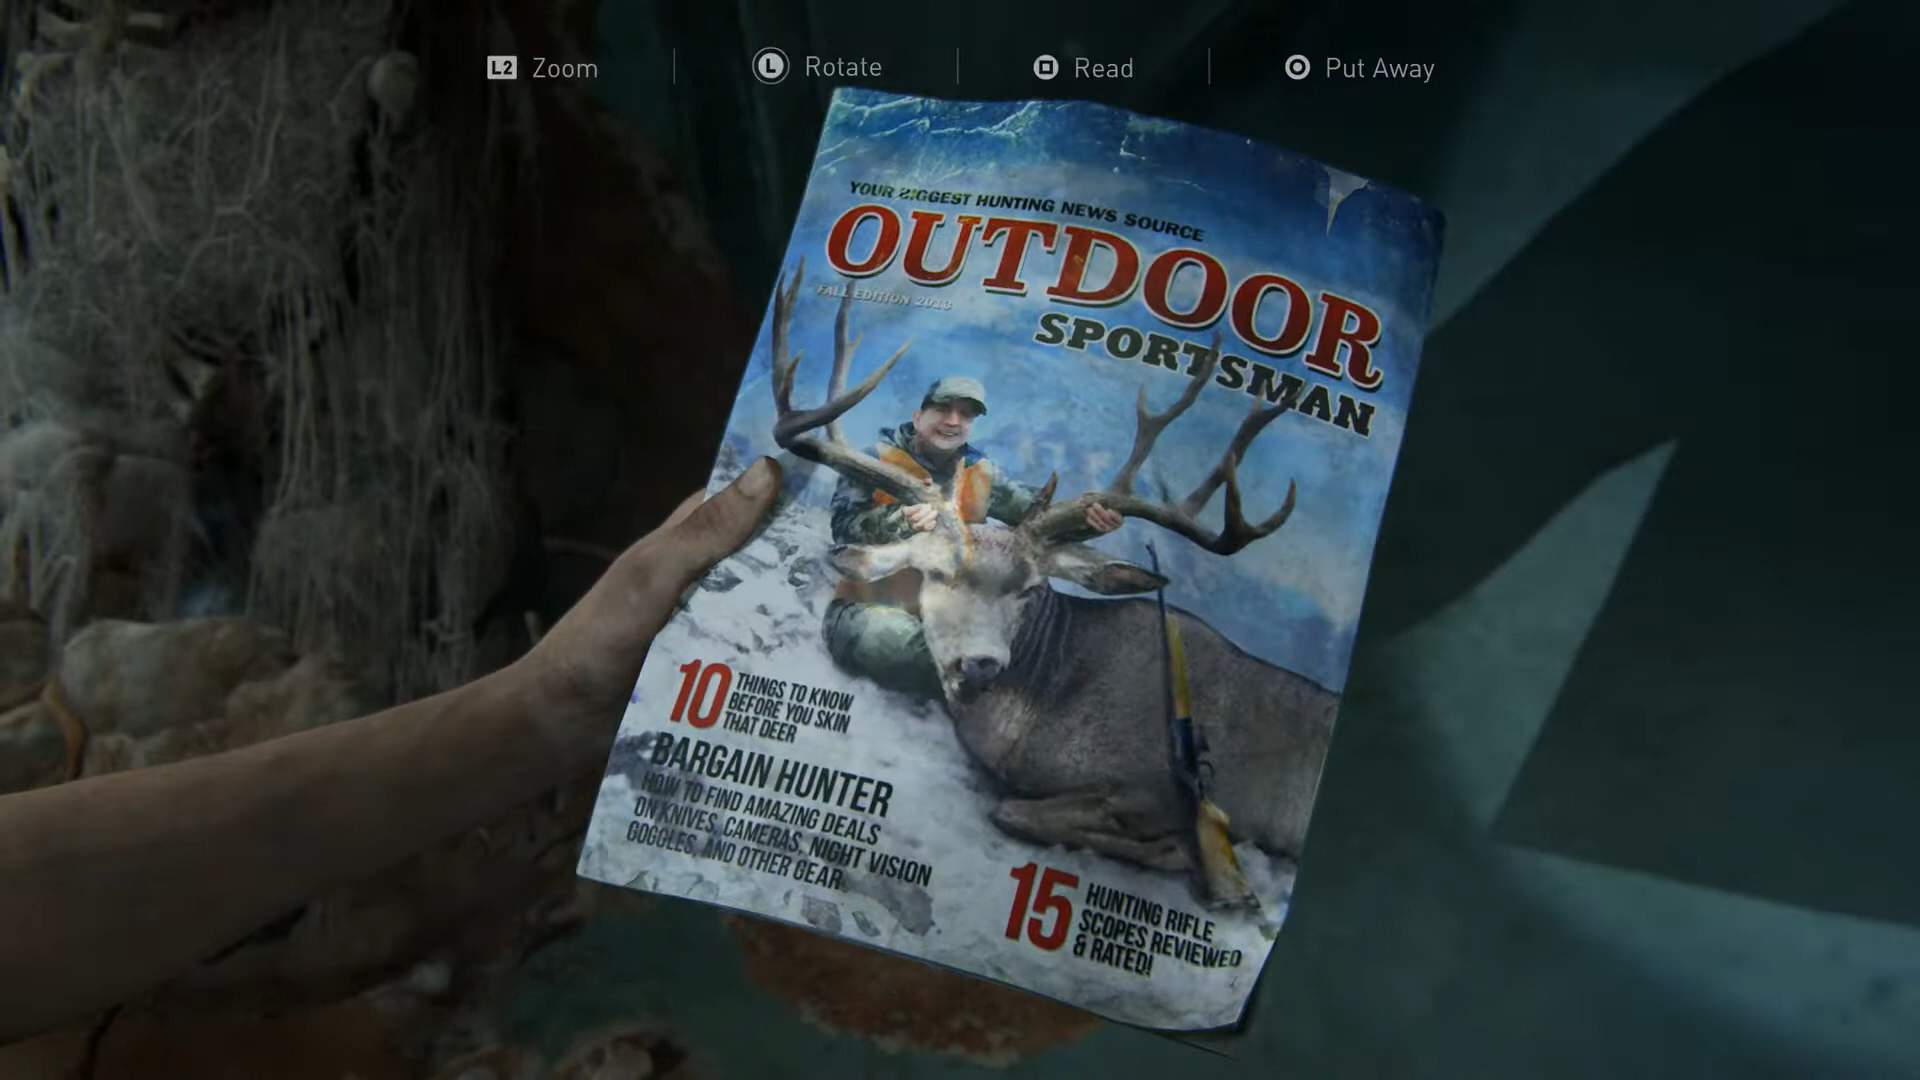 L2 Zoom
L Rotate
Read
Put Away
YOUR BIGGEST HUNTING NEWS SOURCE
OUTDOOR
FALL EDITION 2013
SPORTSMAN
10 THINGS TO KNOW
BEFORE YOU SKIN
THAT DEER
BARGAIN HUNTER
HOW TO FIND AMAZING DEALS
ON KNIVES, CAMERAS, NIGHT VISION
GOGGLES, AND OTHER GEAR
15 HUNTING RIFLE
SCOPES REVIEWED
& RATED!